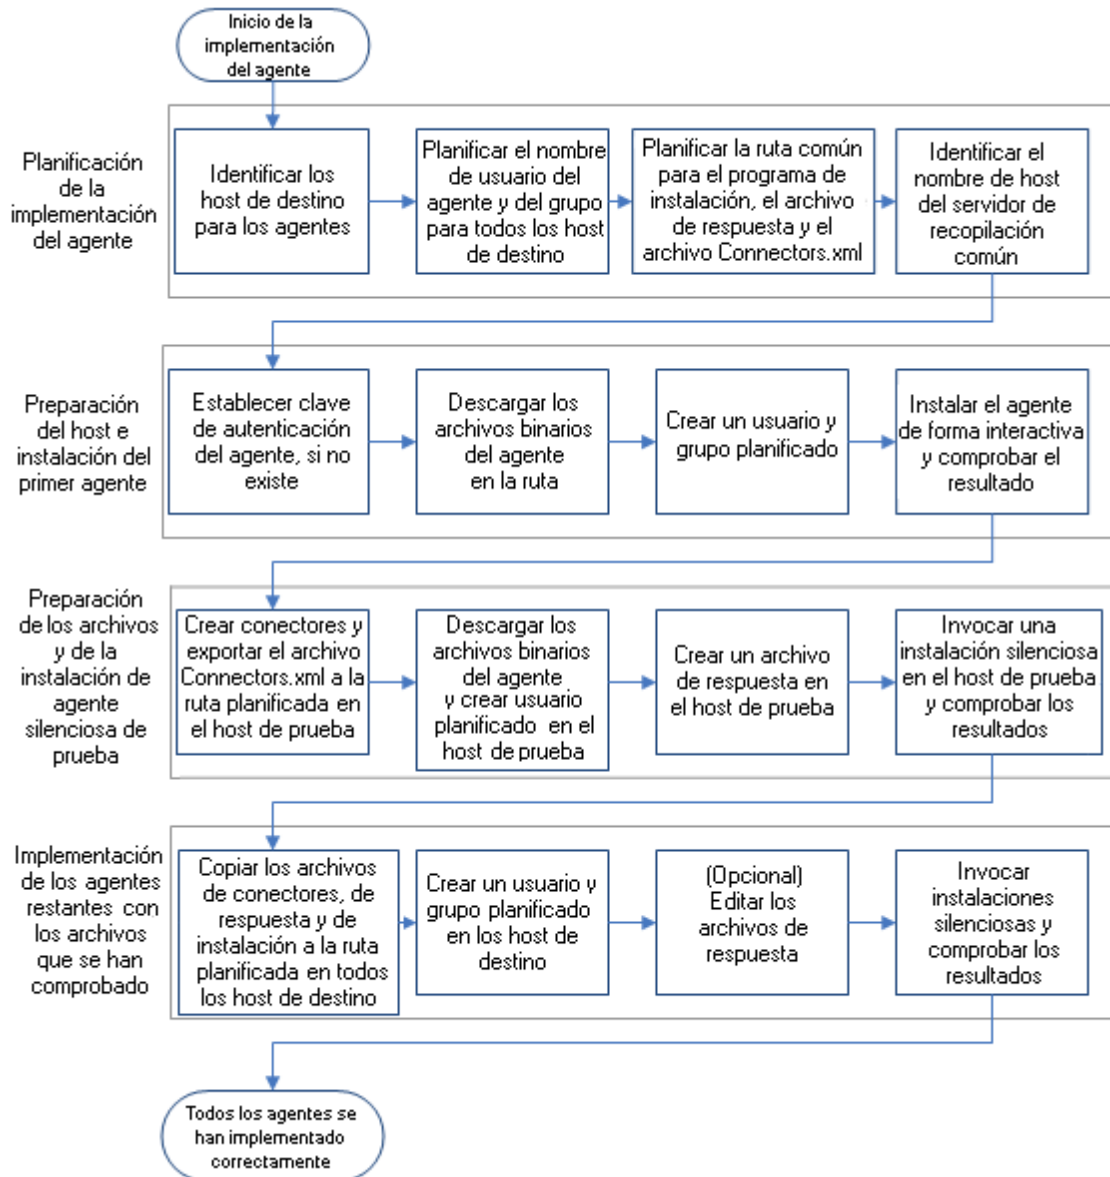 Inicio de la
implementación
del agente
Planificación
de la
implementación
del agente
Identificar los
host de destino
para los agentes
Planificar el nombre
de usuario del
agente y del grupo
para todos los host
de destino
Planificar la ruta común
para el programa de
instalación, el archivo
de respuesta y el
archivo Connectors.xml
Identificar el
nombre de host
del servidor de
recopilación
común
Preparación
del host e
instalación del
primer agente
Establecer clave
de autenticación
del agente, si no
existe
Descargar los
archivos binarios
del agente
en la ruta
Crear un usuario y
grupo planificado
Instalar el agente
de forma interactiva
y comprobar el
resultado
Preparación
de los archivos
y de la
instalación de
agente
silenciosa de
prueba
Crear conectores y
exportar el archivo
Connectors.xml a la
ruta planificada en
el host de prueba
Descargar los
archivos binarios
del agente
y crear usuario
planificado en el
host de prueba
Crear un archivo
de respuesta en
el host de prueba
Invocar una
instalación silenciosa
en el host de prueba
y comprobar los
resultados
Implementación
de los agentes
restantes con
los archivos
que se han
comprobado
Copiar los archivos
de conectores, de
respuesta y de
instalación a la ruta
planificada en todos
los host de destino
Crear un usuario y
grupo planificado
en los host de
destino
(Opcional)
Editar los
archivos de
respuesta
Invocar
instalaciones
silenciosas y
comprobar los
resultados
Todos los agentes se
han implementado
correctamente